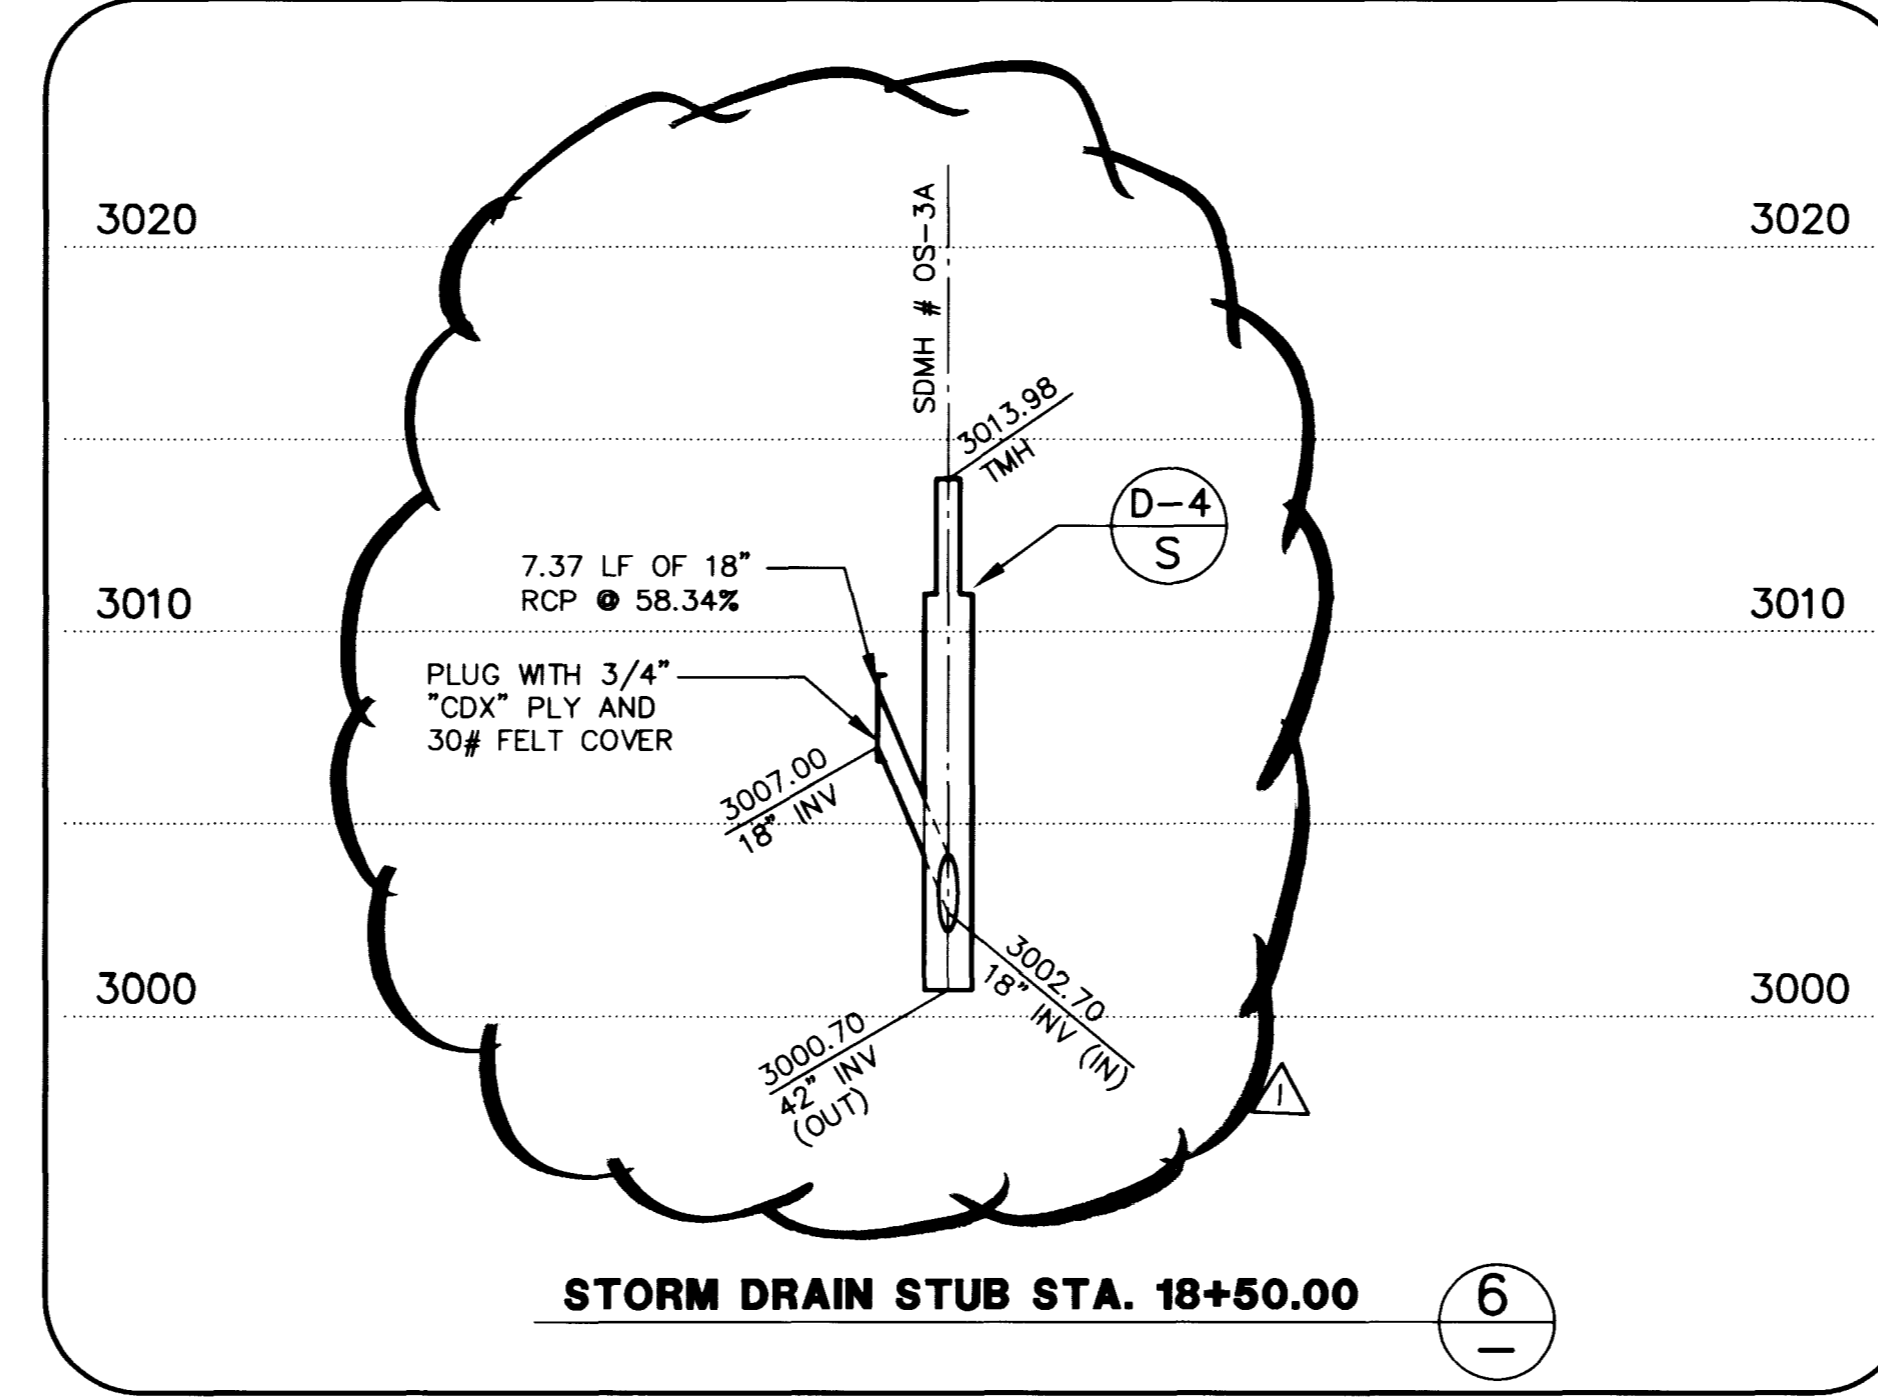 3020
3020
SDMH # OS-3A
3013.98
TMH
D-4
S
7.37 LF OF 18"
RCP @ 58.34%
3010
3010
PLUG WITH 3/4"
"CDX" PLY AND
30# FELT COVER
3007.00
18" INV
3002.70
18" INV (IN)
3000
3000
3000.70
42" INV
(OUT)
1
STORM DRAIN STUB STA. 18+50.00
6
—